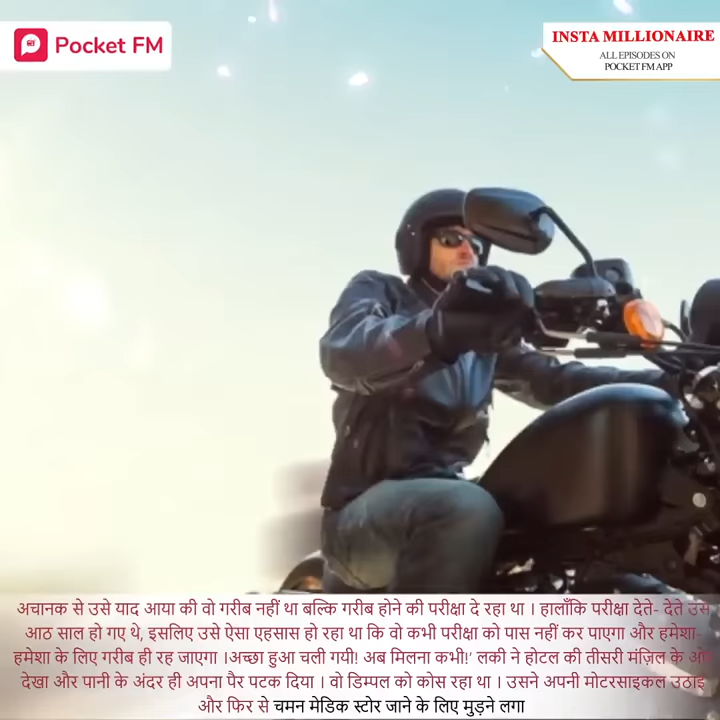 Pocket FM
INSTA MILLIONAIRE
ALL EPISODES ON
POCKET FM APP
अचानक से उसे याद आया की वो गरीब नहीं था बल्कि गरीब होने की परीक्षा दे रहा था । हालाँकि परीक्षा देते- देते उसे
आठ साल हो गए थे, इसलिए उसे ऐसा एहसास हो रहा था कि वो कभी परीक्षा को पास नहीं कर पाएगा और हमेशा-
हमेशा के लिए गरीब ही रह जाएगा ।अच्छा हुआ चली गयी! अब मिलना कभी!’ लकी ने होटल की तीसरी मंज़िल के ओर
देखा और पानी के अंदर ही अपना पैर पटक दिया । वो डिम्पल को कोस रहा था । उसने अपनी मोटरसाइकल उठाई
और फिर से चमन मेडिक स्टोर जाने के लिए मुड़ने लगा